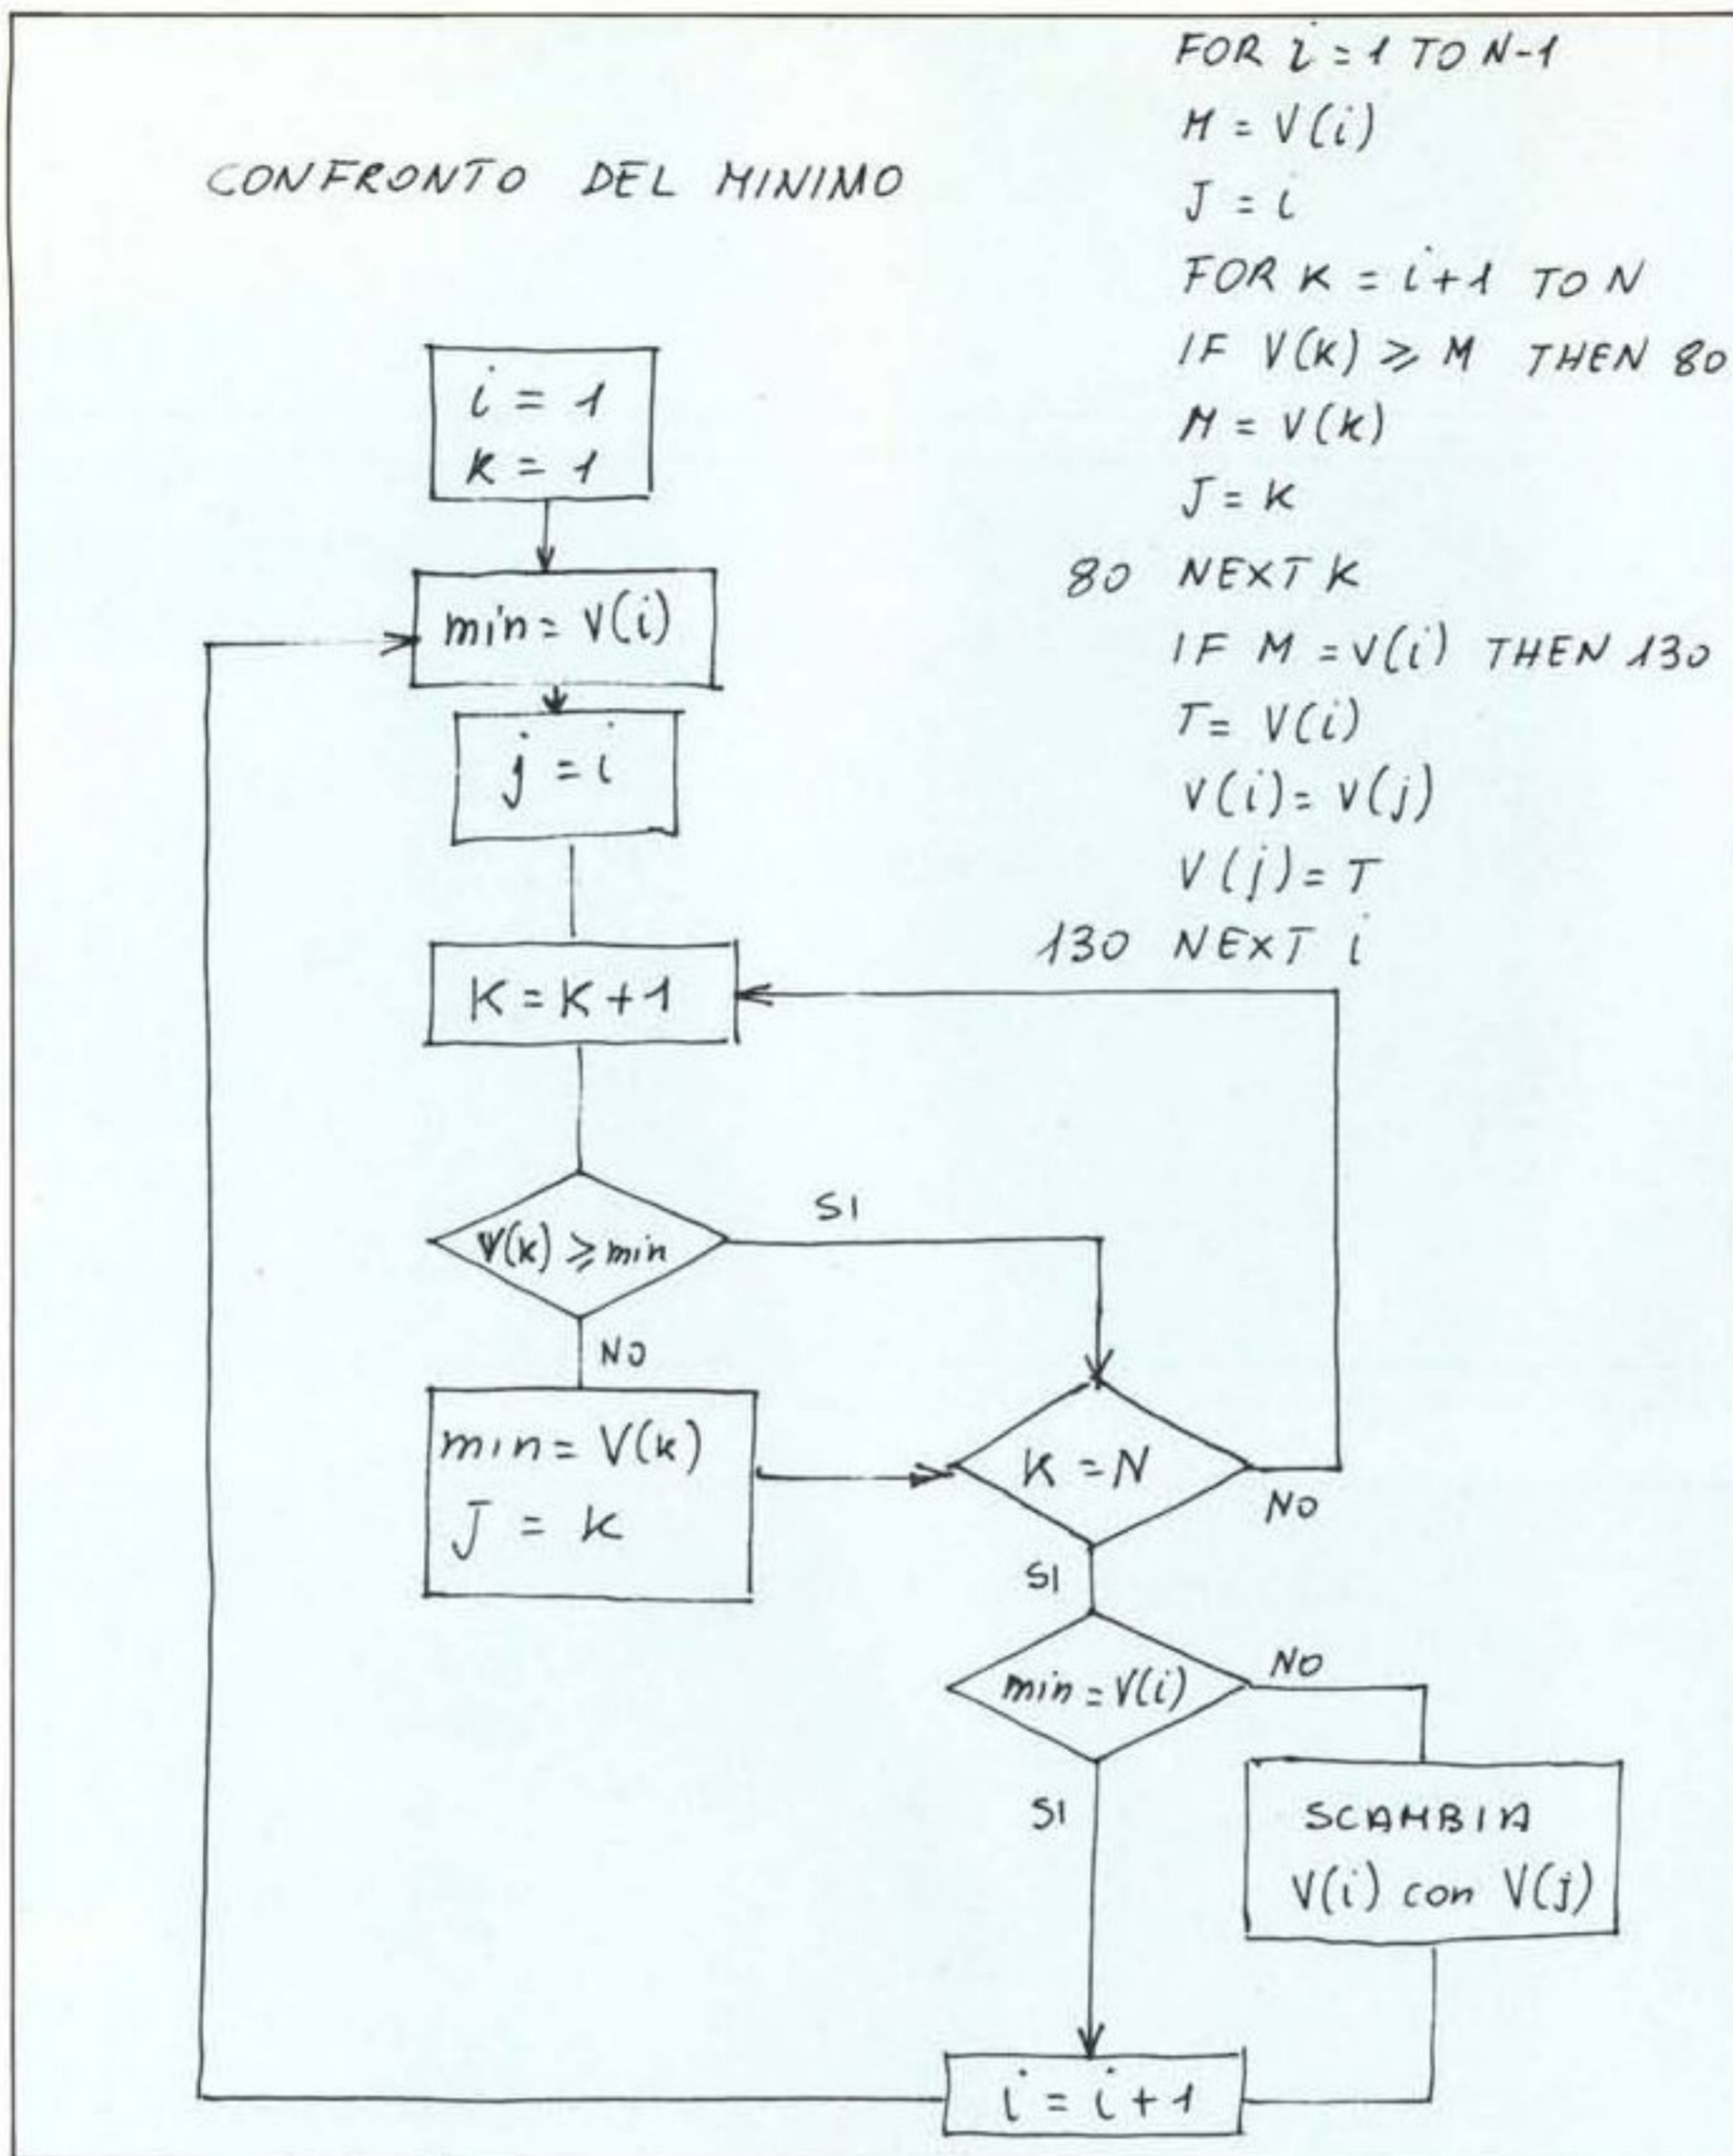 CONFRONTO DEL MINIMO
FOR i = 1 TO N-1
M = V(i)
J = i
FOR K = i+1 TO N
IF V(K) ⩾ M THEN 80
M = V(K)
J = K
80 NEXT K
IF M = V(i) THEN 130
T = V(i)
V(i) = V(j)
V(j) = T
130 NEXT i
i = 1
K = 1
min = V(i)
j = i
K = K+1
V(K) ⩾ min
SI
NO
min = V(K)
J = K
K = N
NO
SI
min = V(i)
NO
SI
SCAMBIA
V(i) con V(j)
i = i+1